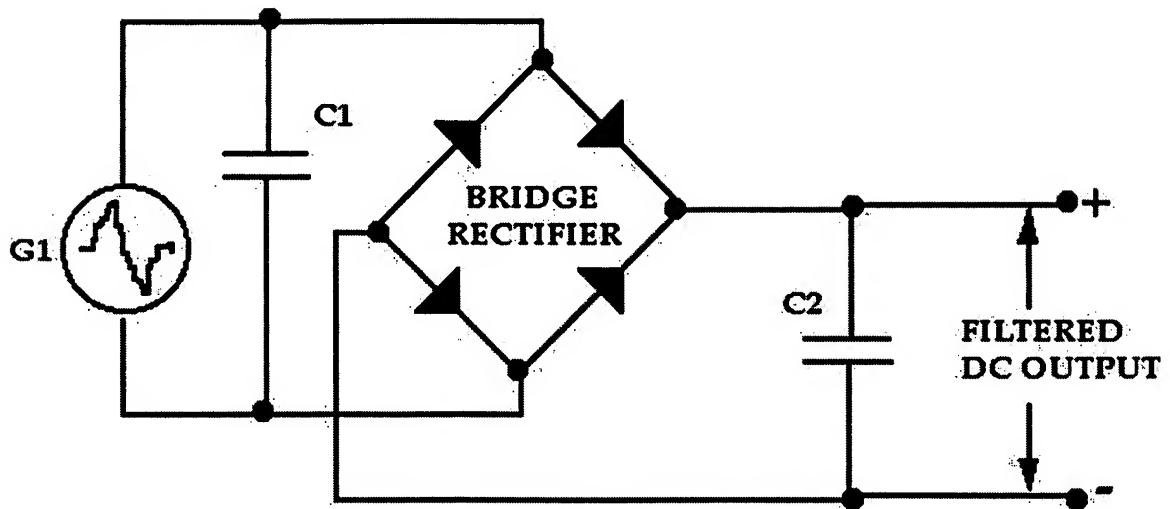 C1
BRIDGE
RECTIFIER
G1
+
C2
FILTERED
DC OUTPUT
-